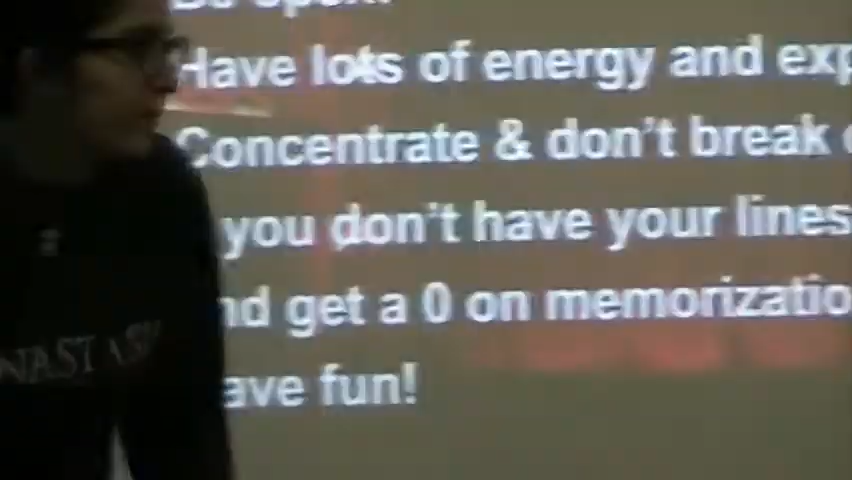 Have lots of energy and exp
Concentrate & don't break
you don't have your lines
nd get a 0 on memorizatio
ave fun!